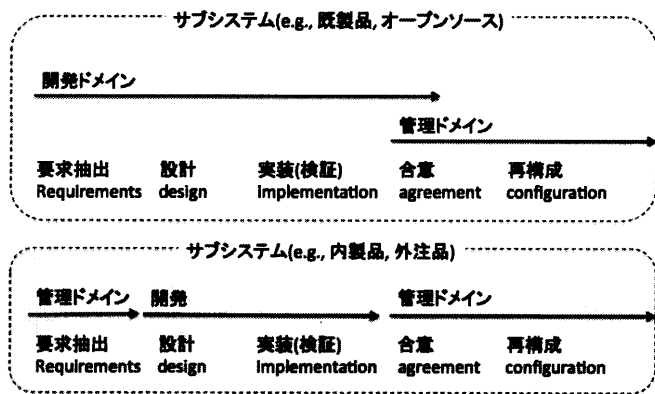 サブシステム(e.g., 既製品, オープンソース)
開発ドメイン
管理ドメイン
要求抽出 設計 実装(検証) 合意 再構成
Requirements design implementation agreement configuration
サブシステム(e.g., 内製品, 外注品)
管理ドメイン 開発 管理ドメイン
要求抽出 設計 実装(検証) 合意 再構成
Requirements design implementation agreement configuration